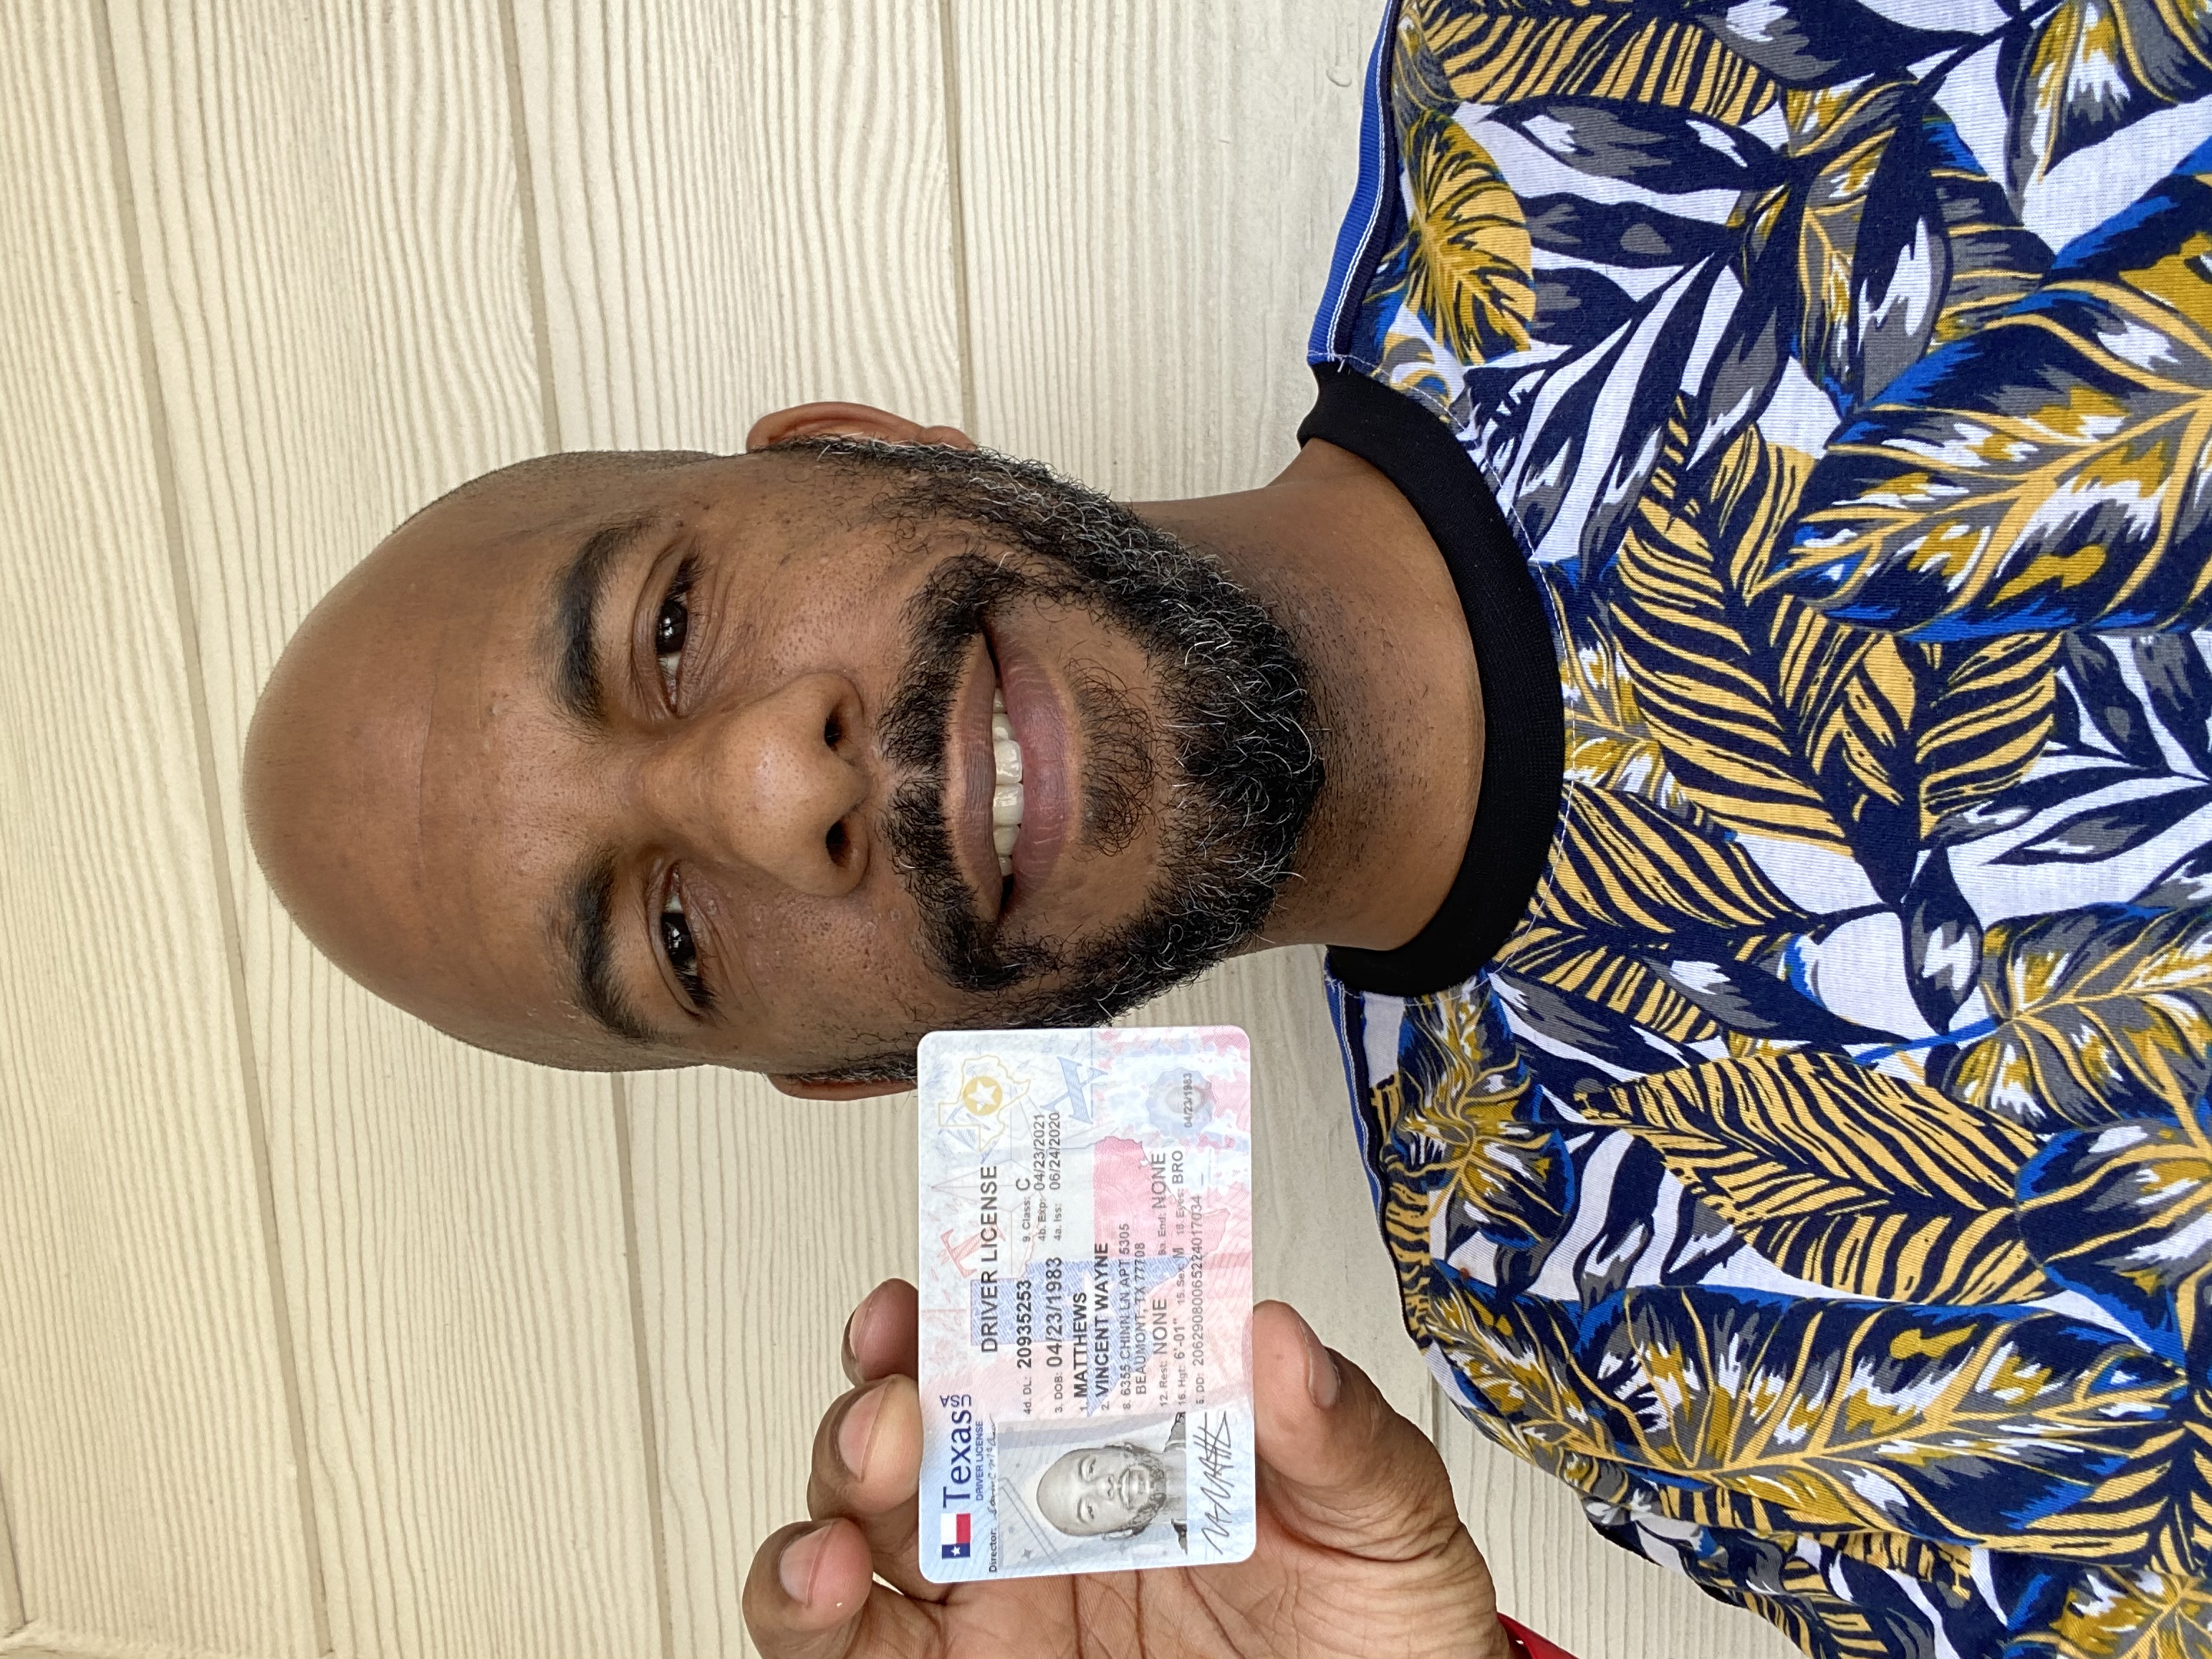 Texas USA
DRIVER LICENSE
Director:
DRIVER LICENSE
4d. DL: 20935253 9. Class: C
4b. Exp: 04/23/2021
3. DOB: 04/23/1983 4a. Iss: 06/24/2020
1. MATTHEWS
2. VINCENT WAYNE
8. 6355 CHINN LN APT 5305
BEAUMONT, TX 77708
12. Rest: NONE 9a. End: NONE
16. Hgt: 6'-01" 15. Sex: M 18. Eyes: BRO
5. DD: 20629080065224017034
04/23/1983